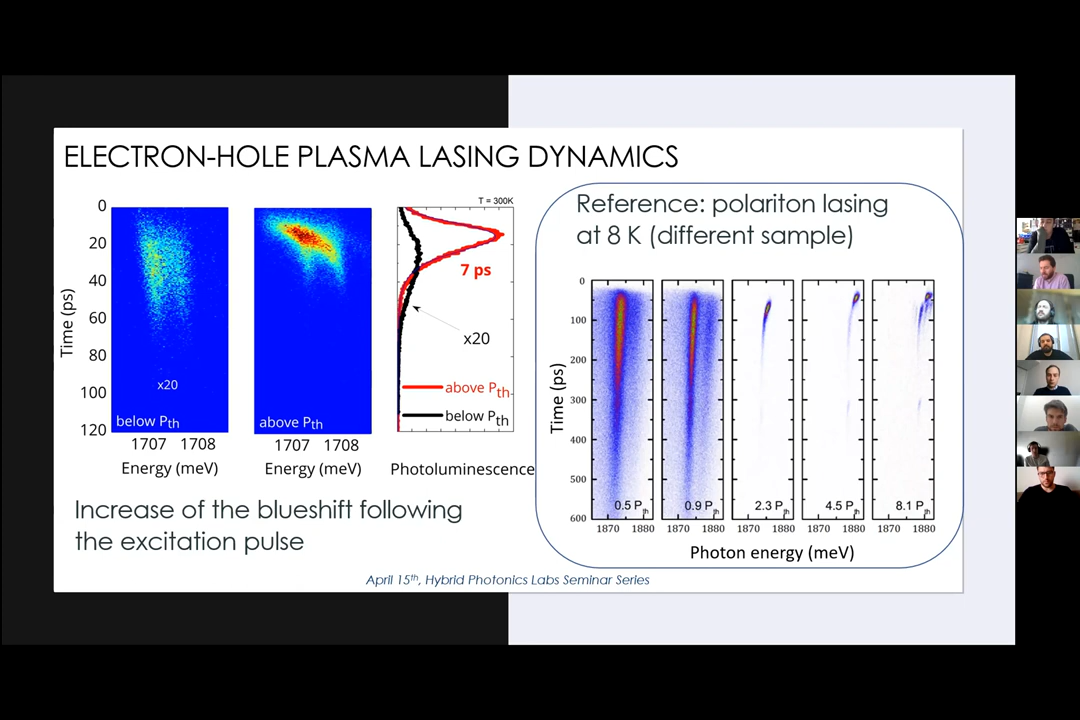 ELECTRON-HOLE PLASMA LASING DYNAMICS
0
20
40
60
80
100
120
Time (ps)
x20
below Pth
1707 1708
Energy (meV)
above Pth
1707 1708
Energy (meV)
T = 300K
7 ps
x20
above Pth
below Pth
Photoluminescence
Increase of the blueshift following
the excitation pulse
Reference: polariton lasing
at 8 K (different sample)
0
100
200
300
400
500
600
Time (ps)
0.5 Pth
0.9 Pth
2.3 Pth
4.5 Pth
8.1 Pth
1870 1880
1870 1880
1870 1880
1870 1880
1870 1880
Photon energy (meV)
April 15th, Hybrid Photonics Labs Seminar Series